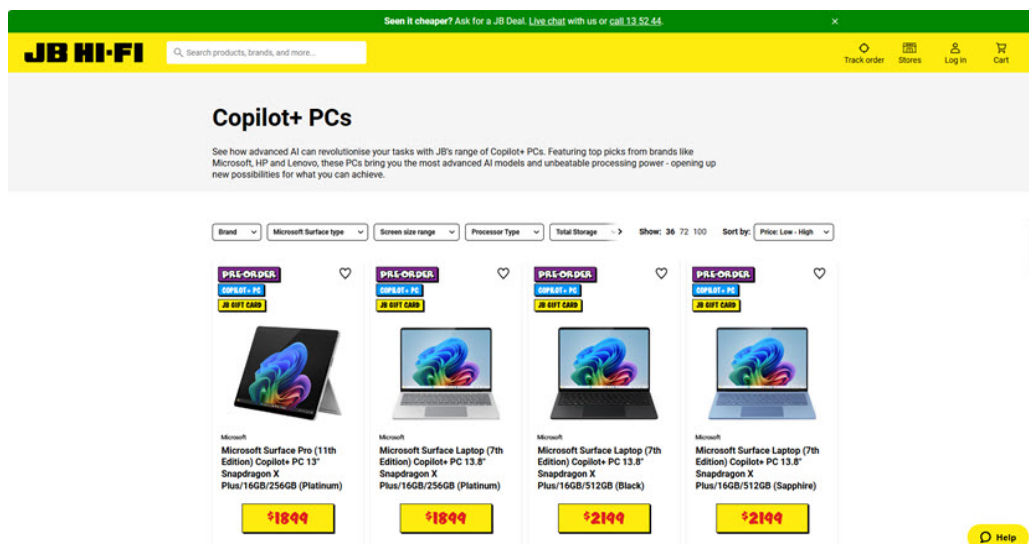 Seen it cheaper? Ask for a JB Deal. Live chat with us or call 13 52 44.
JB HI-FI
Search products, brands, and more...
Track order
Stores
Log in
Cart
Copilot+ PCs
See how advanced AI can revolutionise your tasks with JB's range of Copilot+ PCs. Featuring top picks from brands like
Microsoft, HP and Lenovo, these PCs bring you the most advanced AI models and unbeatable processing power - opening up
new possibilities for what you can achieve.
Brand
Microsoft Surface type
Screen size range
Processor Type
Total Storage
Show: 36 72 100
Sort by: Price: Low - High
PRE-ORDER
COPILOT+ PC
JB GIFT CARD
Microsoft
Microsoft Surface Pro (11th
Edition) Copilot+ PC 13"
Snapdragon X
Plus/16GB/256GB (Platinum)
$1899
PRE-ORDER
COPILOT+ PC
JB GIFT CARD
Microsoft
Microsoft Surface Laptop (7th
Edition) Copilot+ PC 13.8"
Snapdragon X
Plus/16GB/256GB (Platinum)
$1899
PRE-ORDER
COPILOT+ PC
JB GIFT CARD
Microsoft
Microsoft Surface Laptop (7th
Edition) Copilot+ PC 13.8"
Snapdragon X
Plus/16GB/512GB (Black)
$2199
PRE-ORDER
COPILOT+ PC
JB GIFT CARD
Microsoft
Microsoft Surface Laptop (7th
Edition) Copilot+ PC 13.8"
Snapdragon X
Plus/16GB/512GB (Sapphire)
$2199
Help